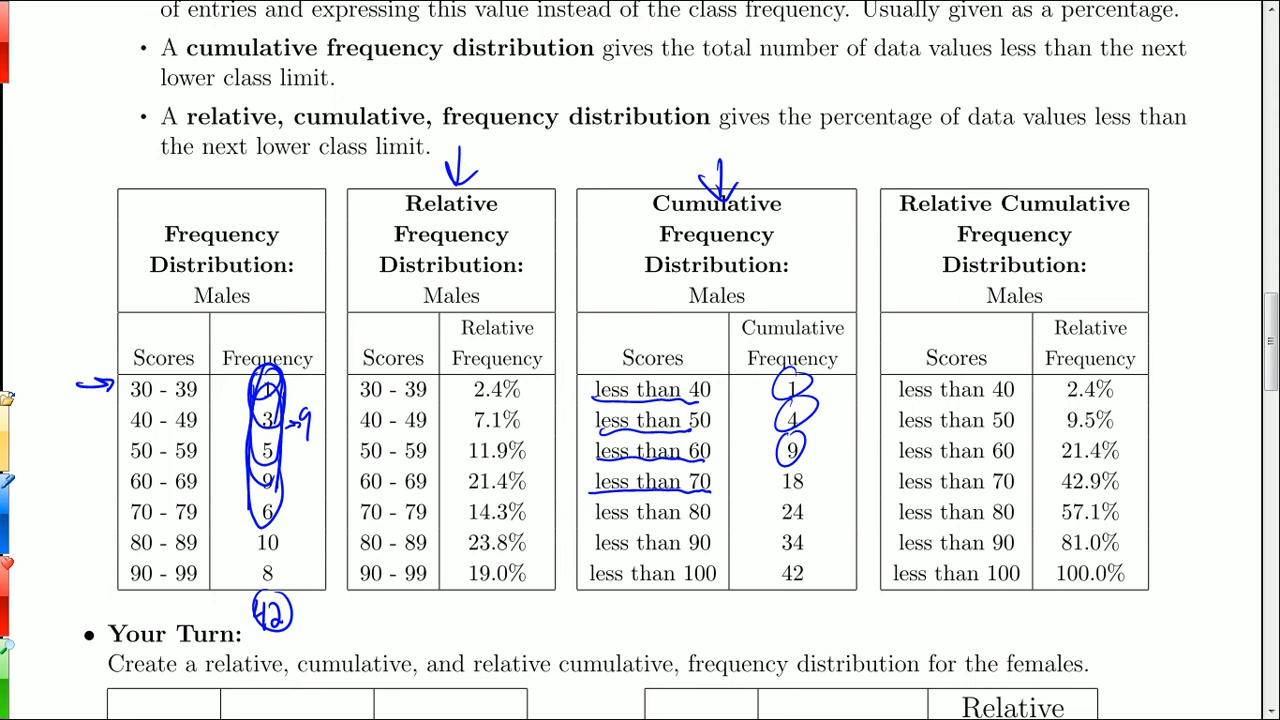 of entries and expressing this value instead of the class frequency. Usually given as a percentage.
• A cumulative frequency distribution gives the total number of data values less than the next
lower class limit.
• A relative, cumulative, frequency distribution gives the percentage of data values less than
the next lower class limit.
Frequency
Distribution:
Males
Scores Frequency
30 - 39 1
40 - 49 3 → 9
50 - 59 5
60 - 69 9
70 - 79 6
80 - 89 10
90 - 99 8
42
Relative
Frequency
Distribution:
Males
Relative
Scores Frequency
30 - 39 2.4%
40 - 49 7.1%
50 - 59 11.9%
60 - 69 21.4%
70 - 79 14.3%
80 - 89 23.8%
90 - 99 19.0%
Cumulative
Frequency
Distribution:
Males
Cumulative
Scores Frequency
less than 40 1
less than 50 4
less than 60 9
less than 70 18
less than 80 24
less than 90 34
less than 100 42
Relative Cumulative
Frequency
Distribution:
Males
Relative
Scores Frequency
less than 40 2.4%
less than 50 9.5%
less than 60 21.4%
less than 70 42.9%
less than 80 57.1%
less than 90 81.0%
less than 100 100.0%
• Your Turn:
Create a relative, cumulative, and relative cumulative, frequency distribution for the females.
Relative